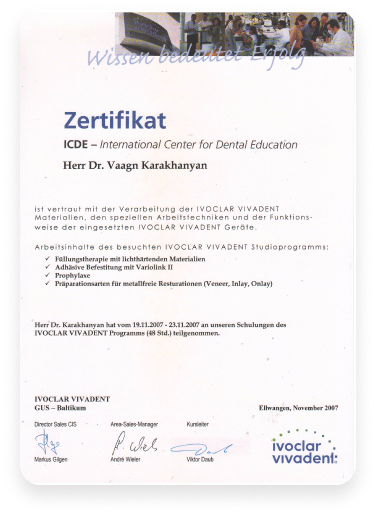 Wissen bedeutet Erfolg
Zertifikat
ICDE – International Center for Dental Education
Herr Dr. Vaagn Karakhanyan
ist vertraut mit der Verarbeitung der IVOCLAR VIVADENT
Materialien, den speziellen Arbeitstechniken und der Funktions-
weise der eingesetzten IVOCLAR VIVADENT Geräte.
Arbeitsinhalte des besuchten IVOCLAR VIVADENT Studioprogramms:
✓ Füllungstherapie mit lichthärtenden Materialien
✓ Adhäsive Befestitung mit Variolink II
✓ Prophylaxe
✓ Präparationsarten für metallfreie Resturationen (Veneer, Inlay, Onlay)
Herr Dr. Karakhanyan hat vom 19.11.2007 - 23.11.2007 an unseren Schulungen des
IVOCLAR VIVADENT Programms (48 Std.) teilgenommen.
IVOCLAR VIVADENT
GUS – Baltikum Ellwangen, November 2007
Director Sales CIS Area-Sales-Manager Kursleiter
Markus Gilgen André Wieler Viktor Daub
ivoclar
vivadent: